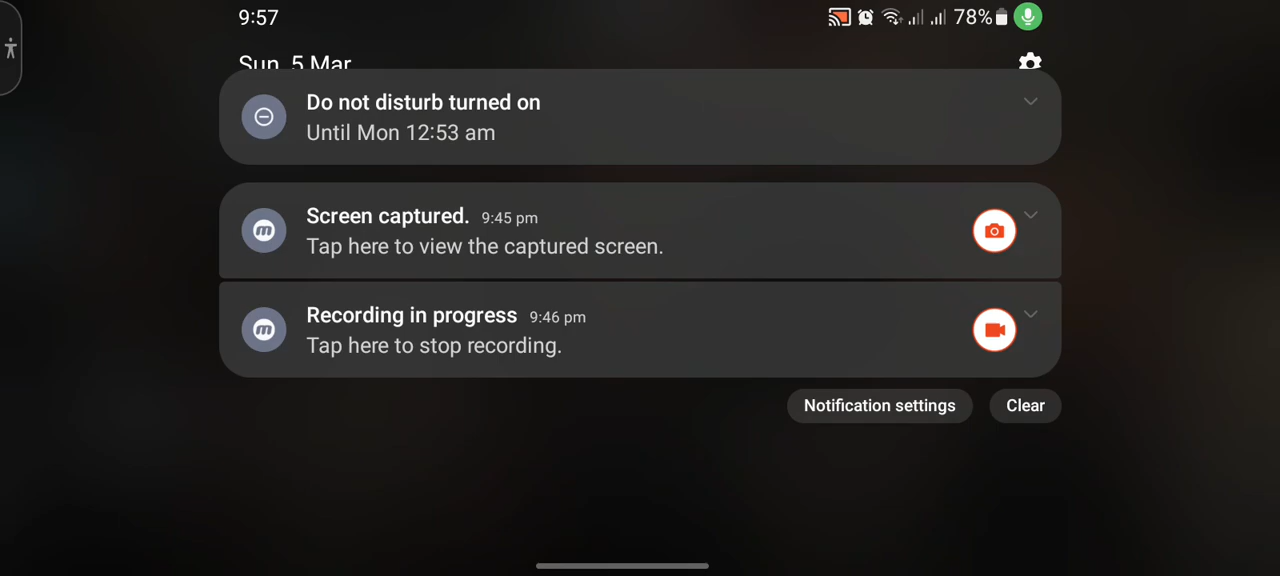 9:57
78%
Sun, 5 Mar
Do not disturb turned on
Until Mon 12:53 am
Screen captured. 9:45 pm
Tap here to view the captured screen.
Recording in progress 9:46 pm
Tap here to stop recording.
Notification settings
Clear